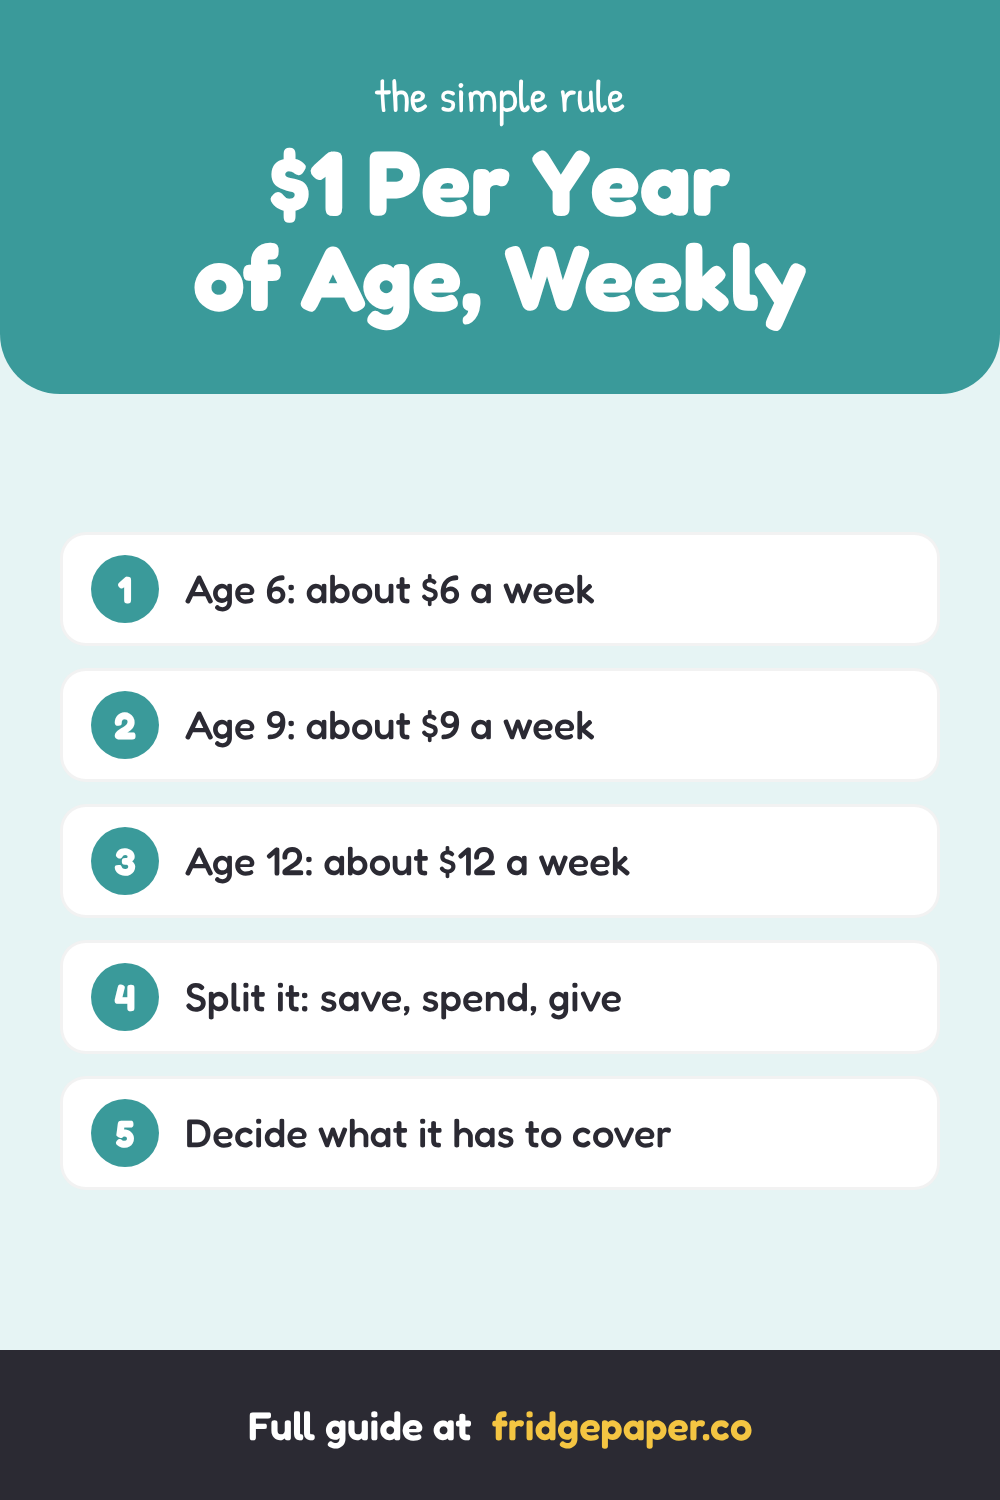 the simple rule
$1 Per Year
of Age, Weekly
1 Age 6: about $6 a week
2 Age 9: about $9 a week
3 Age 12: about $12 a week
4 Split it: save, spend, give
5 Decide what it has to cover
Full guide at fridgepaper.co